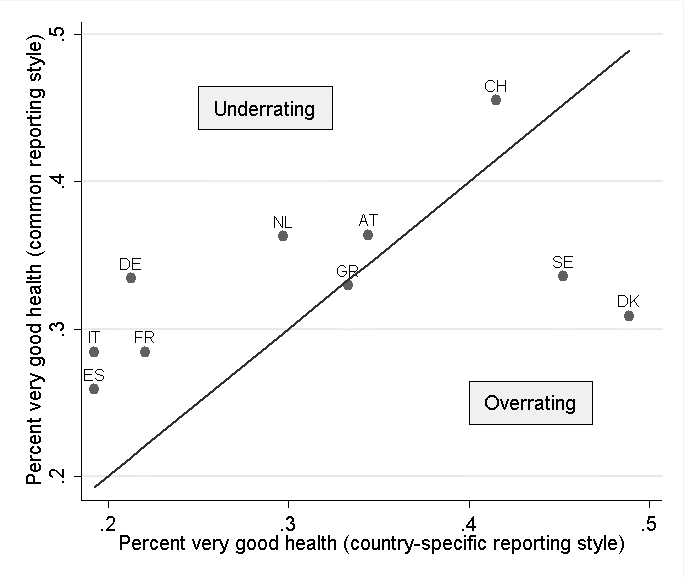 .5
CH
Underrating
.4
NL
AT
DE
GR
SE
DK
.3
IT
FR
ES
Overrating
.2
.2
.3
.4
.5
Percent very good health (common reporting style)
Percent very good health (country-specific reporting style)